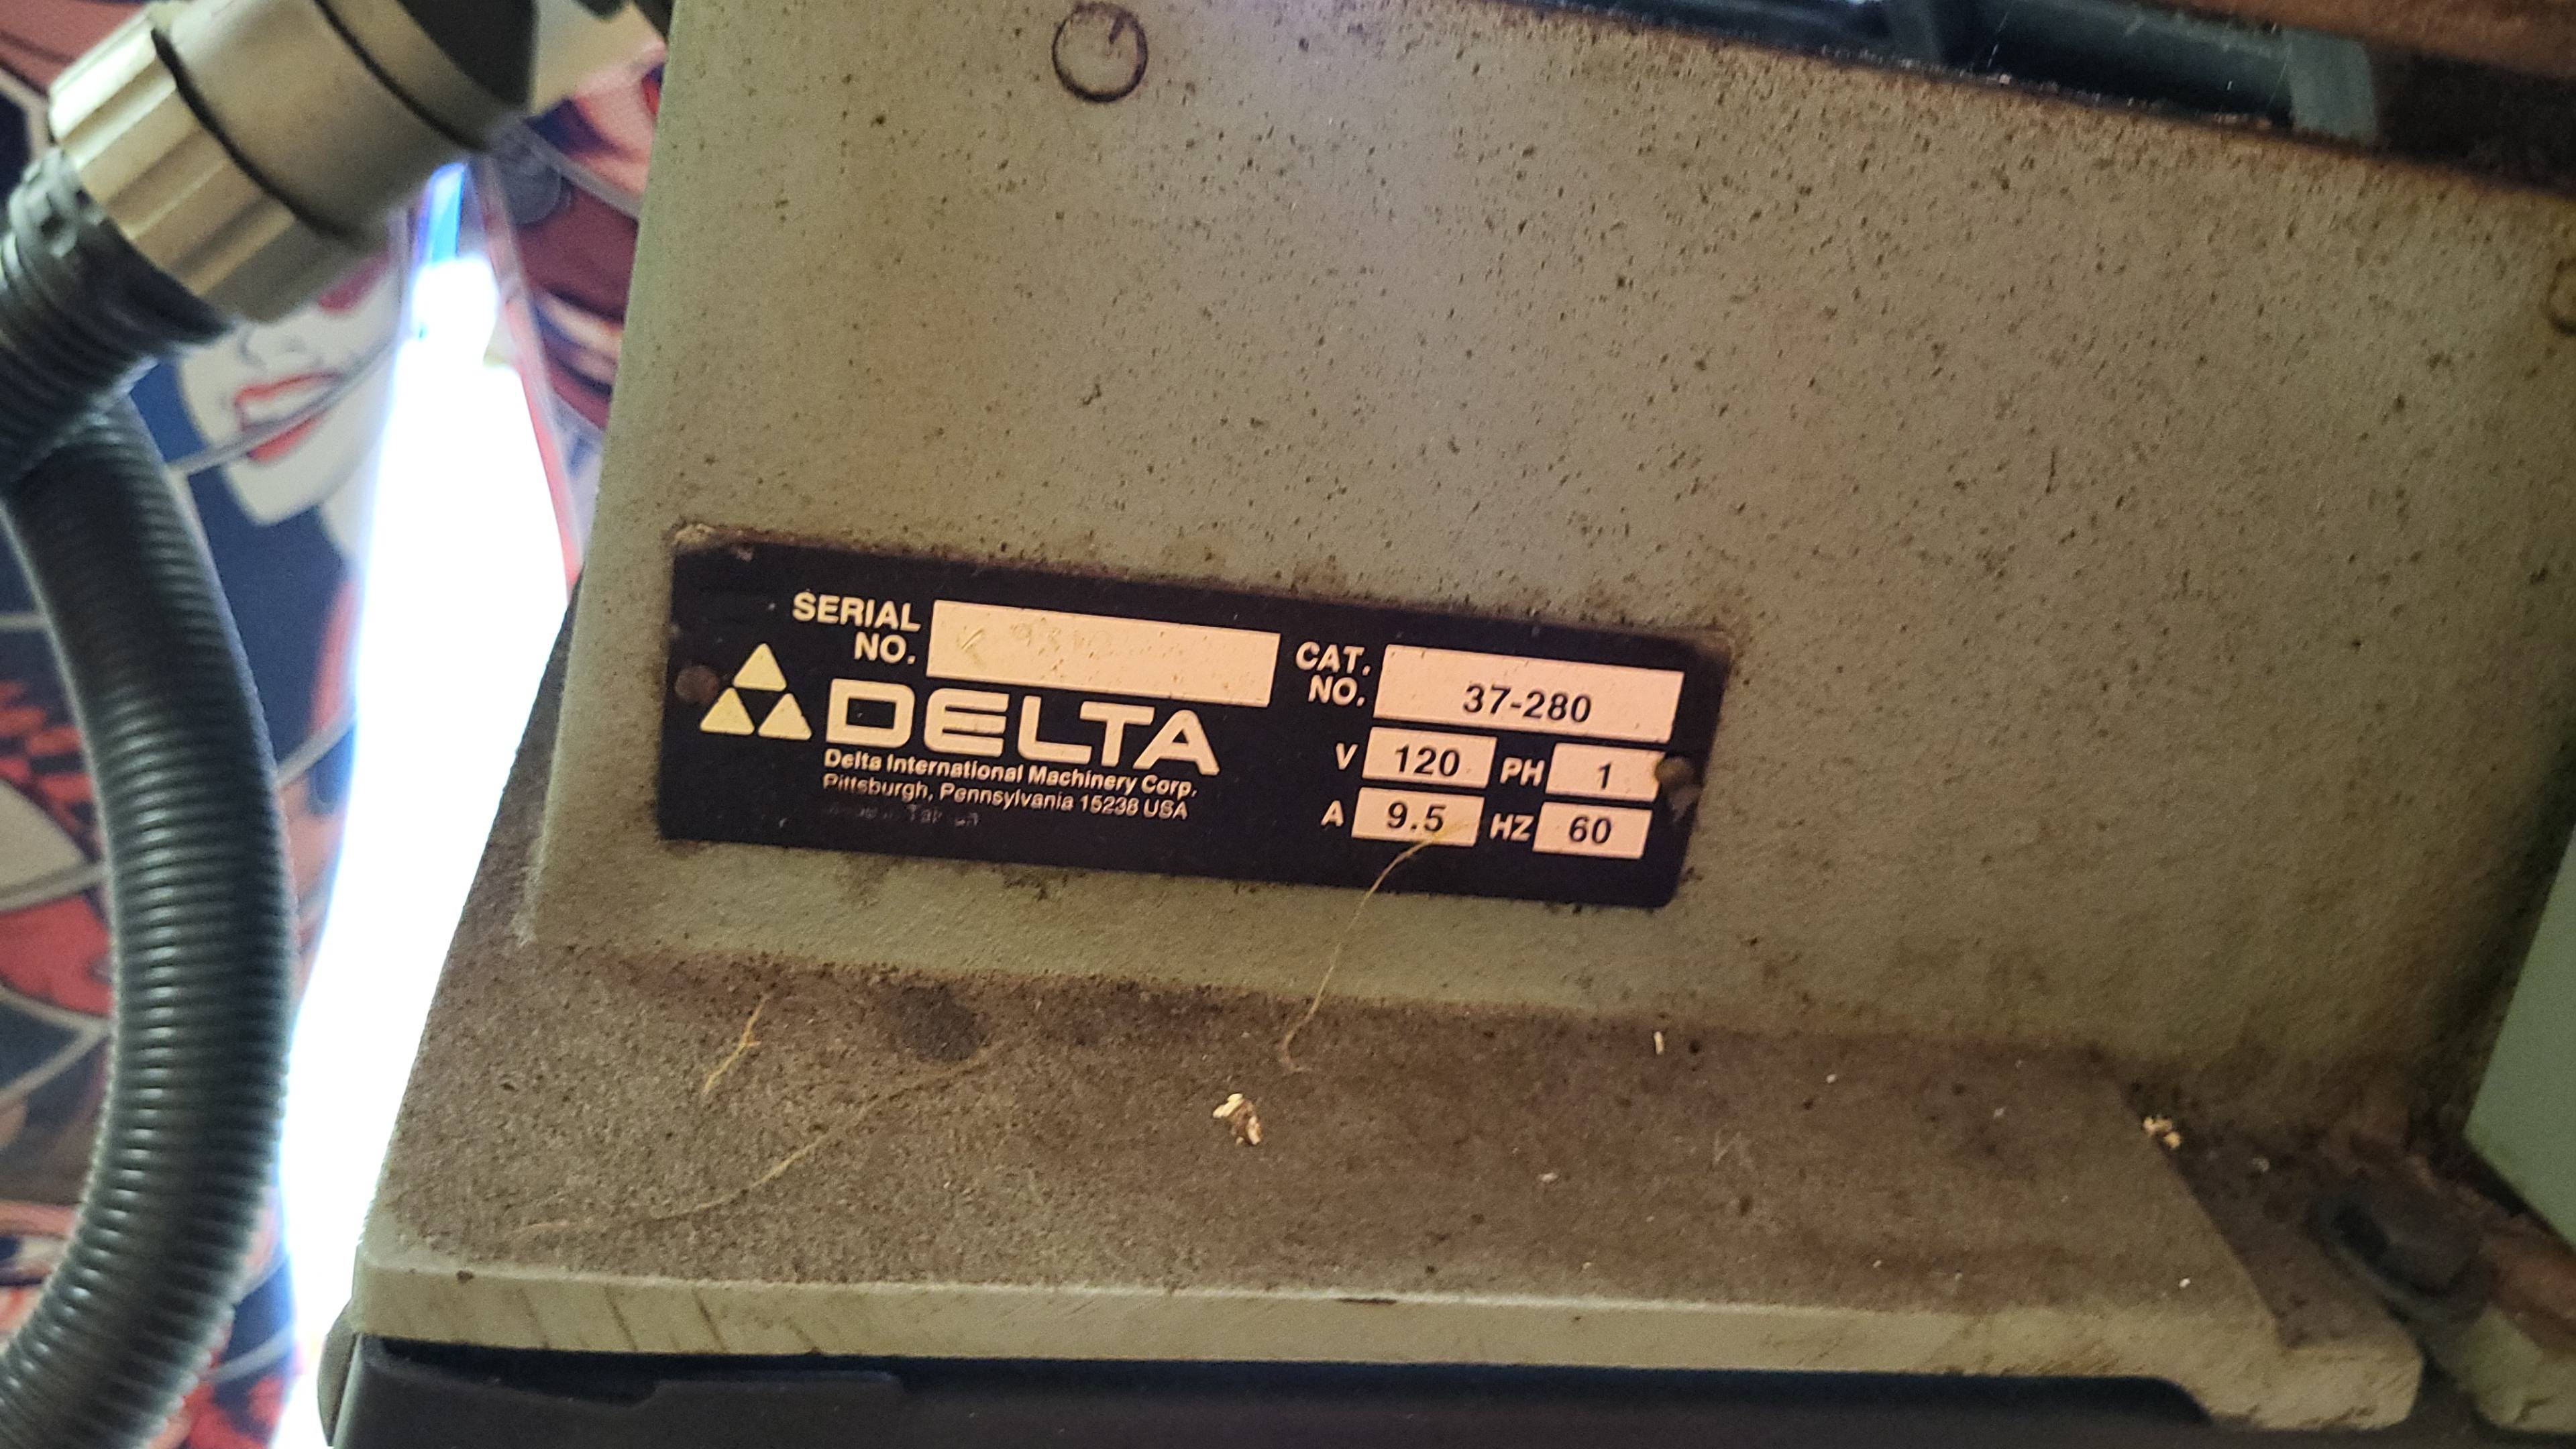 SERIAL
NO.
CAT.
NO. 37-280
DELTA
Delta International Machinery Corp.
Pittsburgh, Pennsylvania 15238 USA
V 120 PH 1
A 9.5 HZ 60